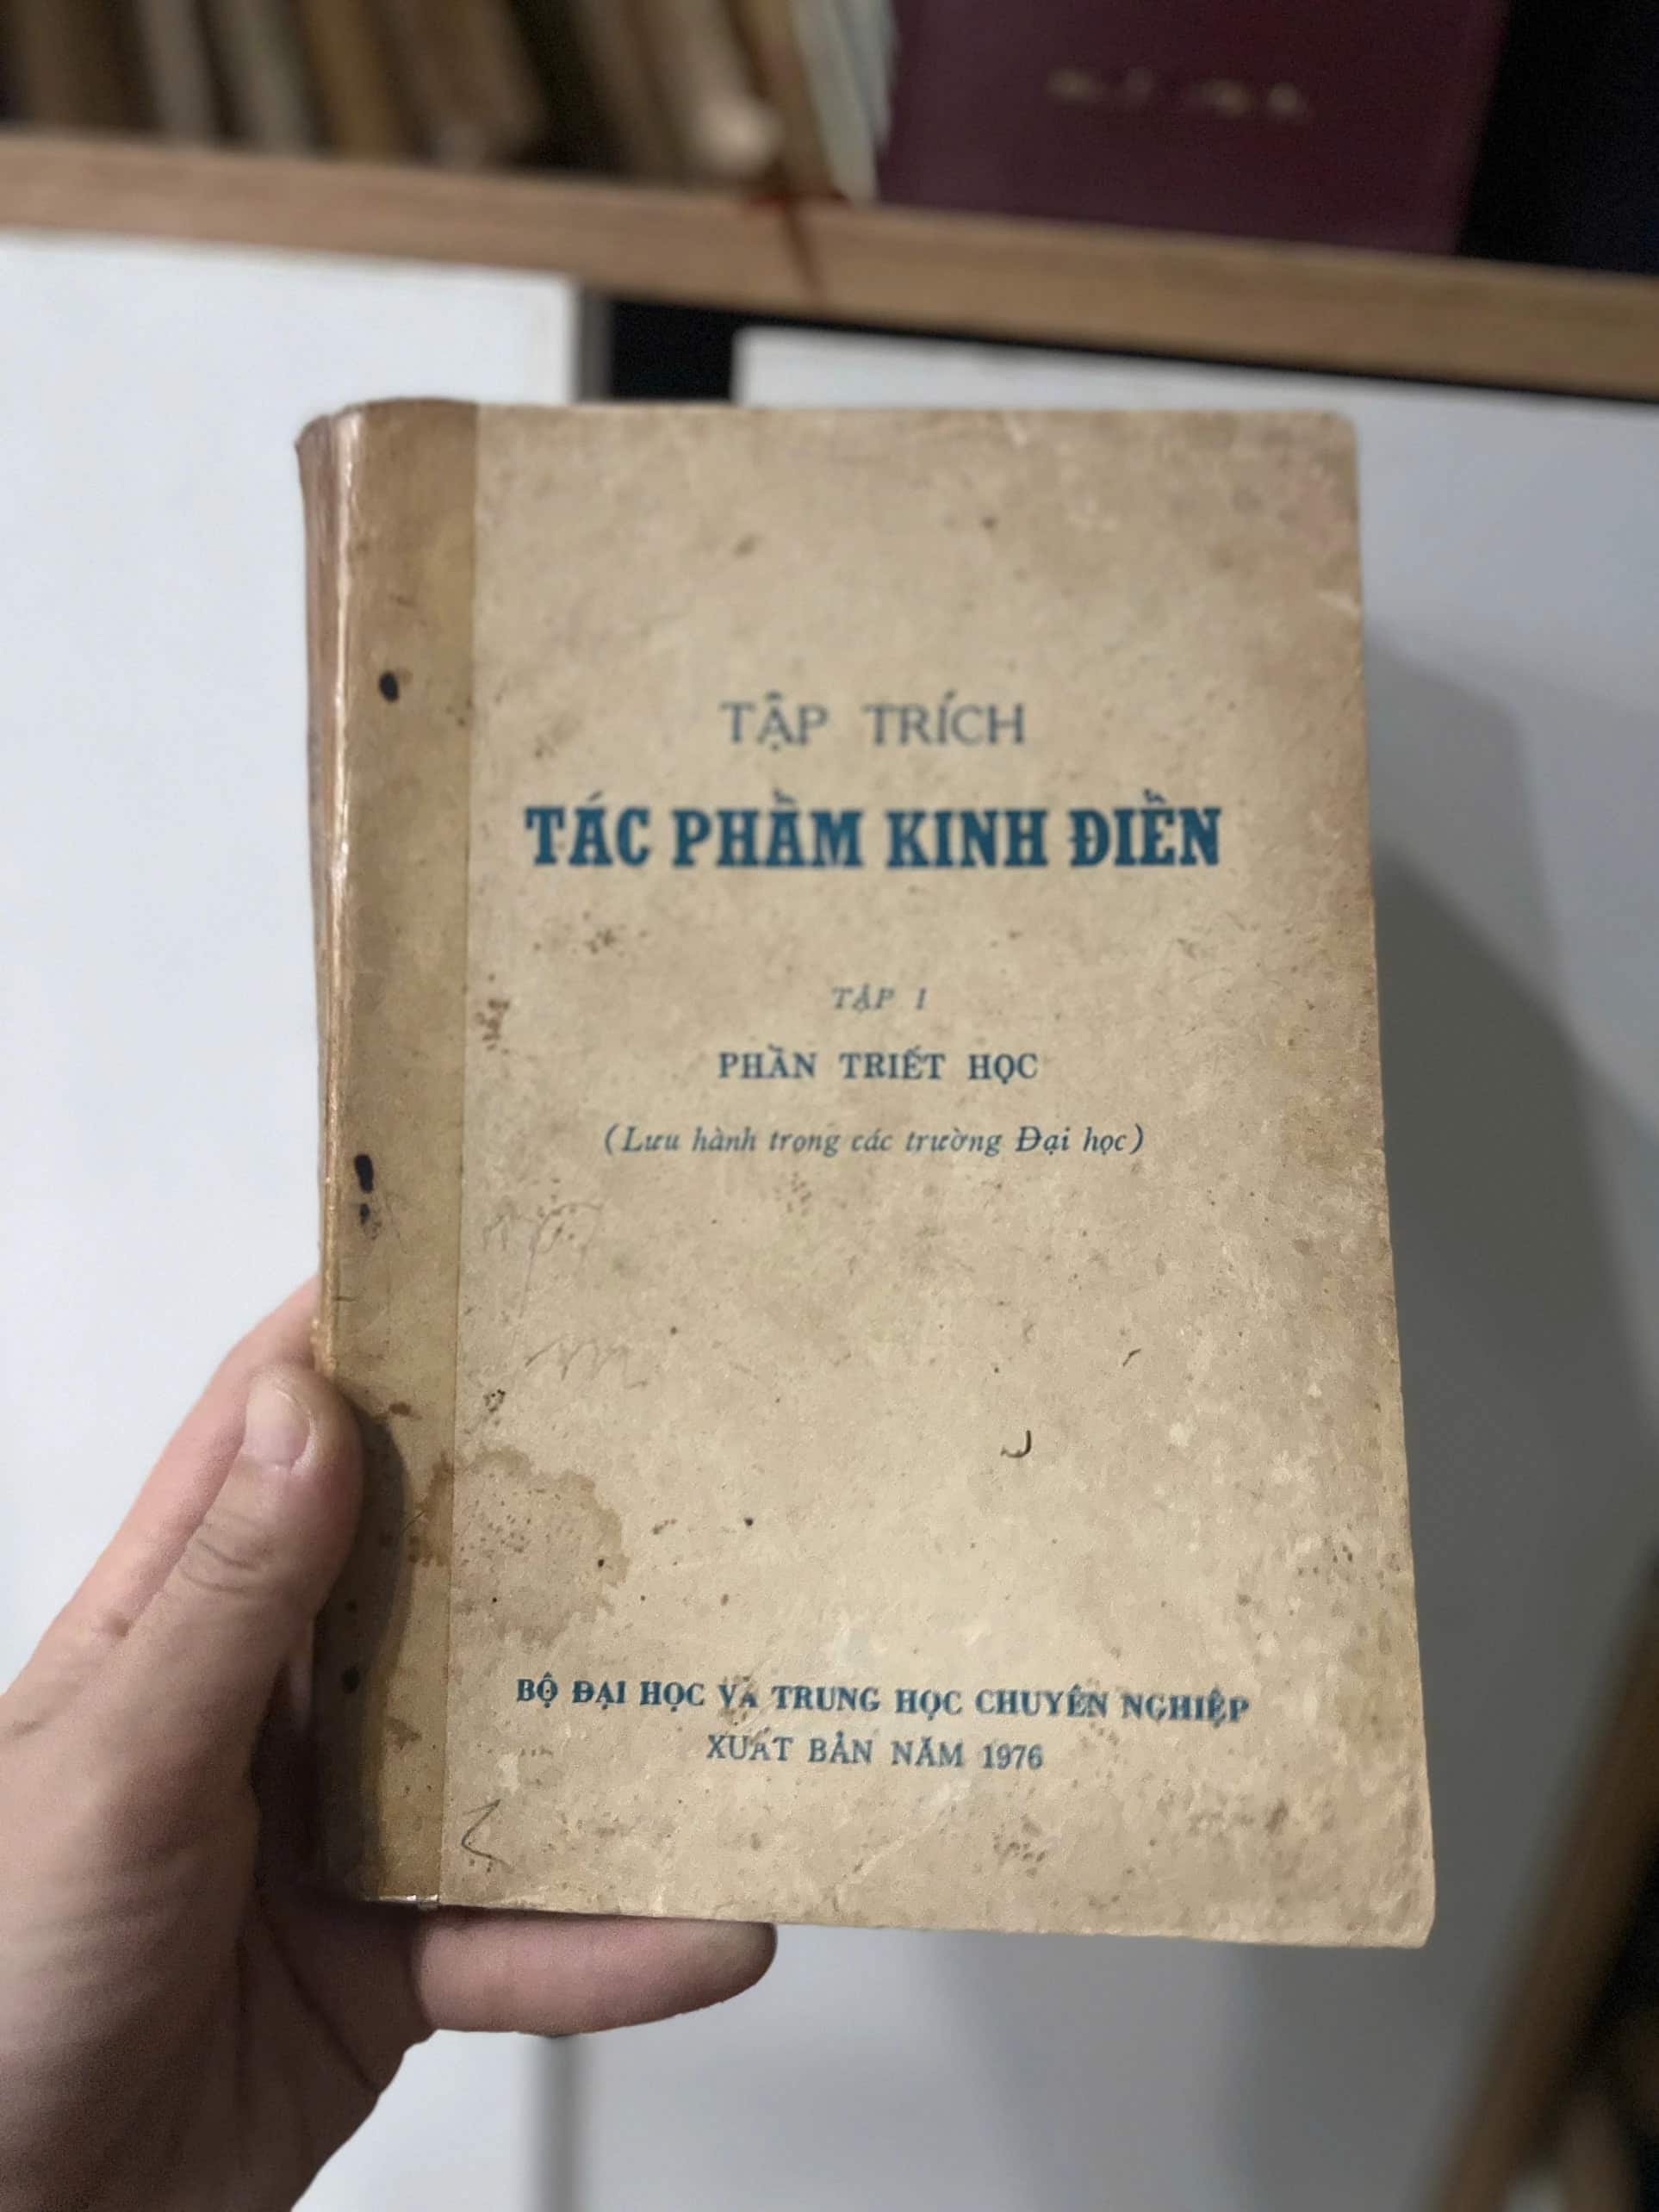 TẬP TRÍCH
TÁC PHẨM KINH ĐIỂN
TẬP I
PHẦN TRIẾT HỌC
(Lưu hành trong các trường Đại học)
BỘ ĐẠI HỌC VÀ TRUNG HỌC CHUYÊN NGHIỆP
XUẤT BẢN NĂM 1976